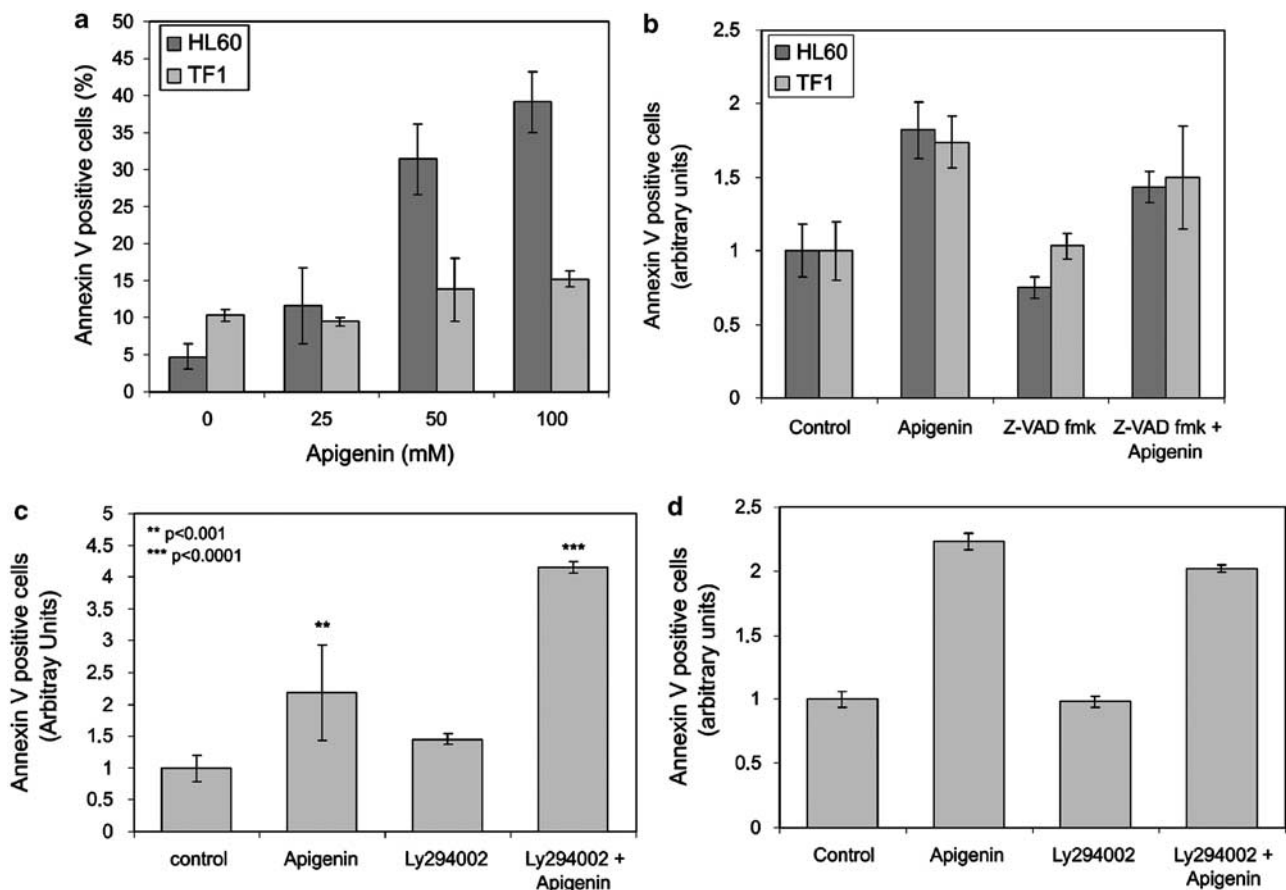 a
50
45
40
35
30
25
20
15
10
5
0
Annexin V positive cells (%)
HL60
TF1
0 25 50 100
Apigenin (mM)
b
2.5
2
1.5
1
0.5
0
Annexin V positive cells
(arbitrary units)
HL60
TF1
Control Apigenin Z-VAD fmk Z-VAD fmk +
Apigenin
c
5
4.5
4
3.5
3
2.5
2
1.5
1
0.5
0
Annexin V positive cells
(Arbitray Units)
** p<0.001
*** p<0.0001
**
***
control Apigenin Ly294002 Ly294002 +
Apigenin
d
2.5
2
1.5
1
0.5
0
Annexin V positive cells
(arbitrary units)
Control Apigenin Ly294002 Ly294002 +
Apigenin